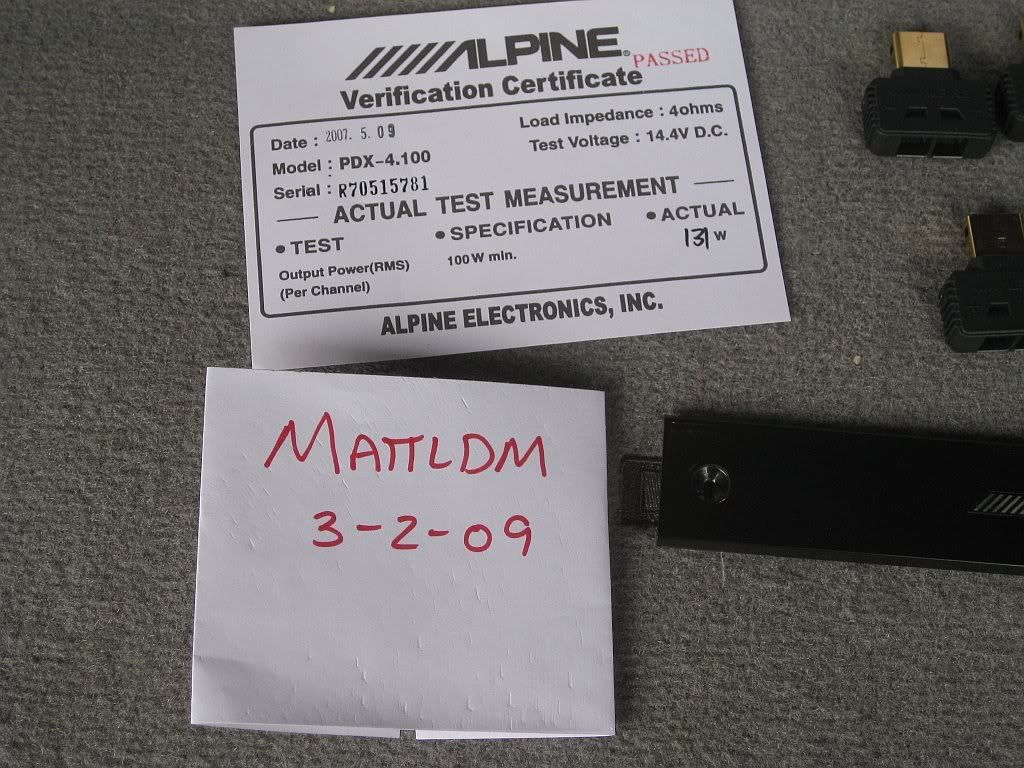 ALPINE
PASSED
Verification Certificate
Date : 2007. 5. 09
Load Impedance : 4ohms
Model : PDX-4.100
Test Voltage : 14.4V D.C.
Serial : R70515781
ACTUAL TEST MEASUREMENT
• TEST • SPECIFICATION • ACTUAL
Output Power(RMS) 100W min. 131 W
(Per Channel)
ALPINE ELECTRONICS, INC.
MATTLDM
3-2-09